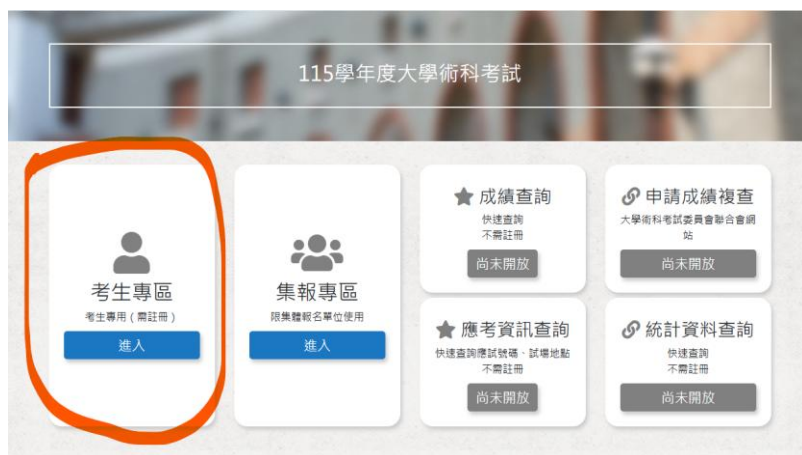 115學年度大學術科考試
考生專區
考生專用(需註冊)
進入
集報專區
限集體報名單位使用
進入
成績查詢
快速查詢
不需註冊
尚未開放
申請成績複查
大學術科考試委員會聯合會網
站
尚未開放
應考資訊查詢
快速查詢應試號碼、試場地點
不需註冊
尚未開放
統計資料查詢
快速查詢
不需註冊
尚未開放